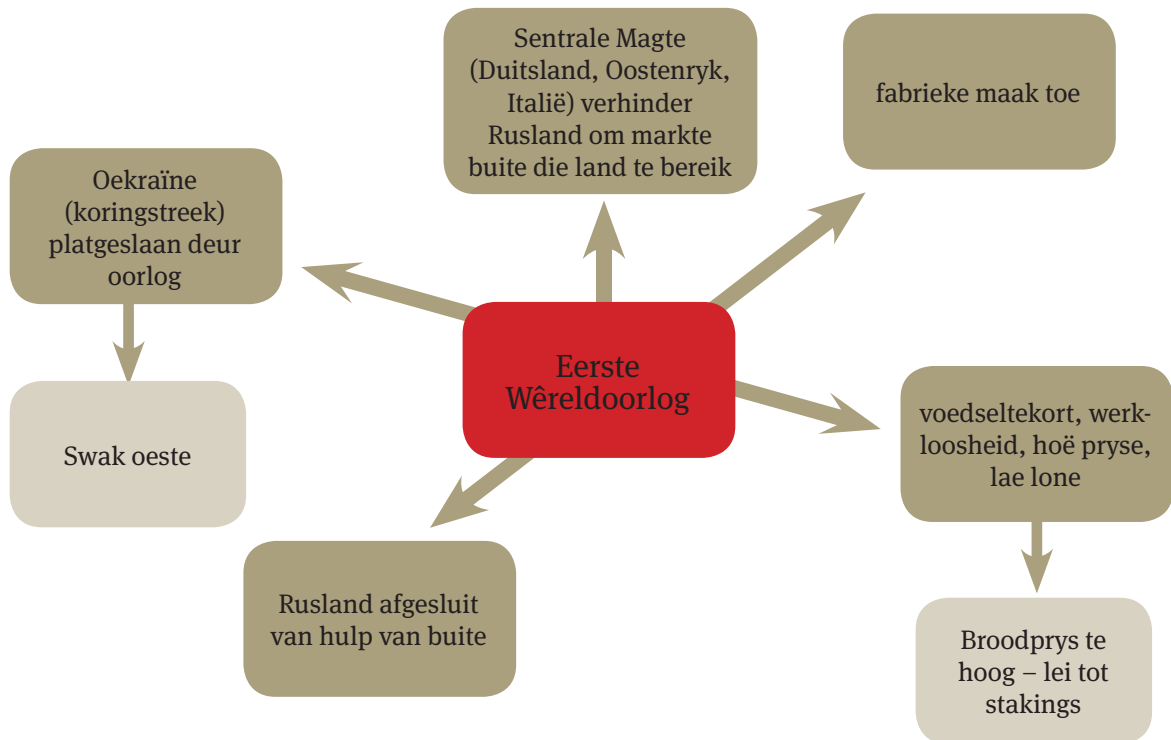 Sentrale Magte
(Duitsland, Oostenryk,
Italië) verhinder
Rusland om markte
buite die land te bereik
fabrieke maak toe
Oekraïne
(koringstreek)
platgeslaan deur
oorlog
Eerste
Wêreldoorlog
Swak oeste
voedseltekort, werk-
loosheid, hoë pryse,
lae lone
Rusland afgesluit
van hulp van buite
Broodprys te
hoog – lei tot
stakings